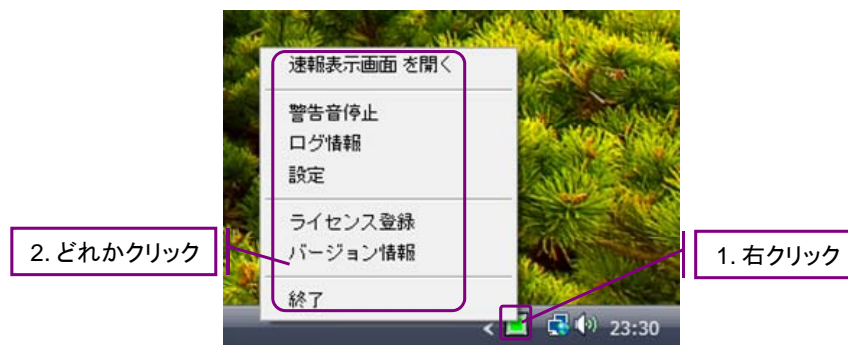 速報表示画面 を開く
警告音停止
ログ情報
設定
ライセンス登録
バージョン情報
終了
2. どれかクリック
1. 右クリック
< 23:30